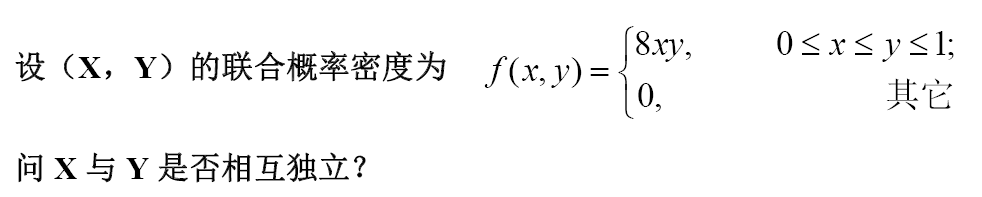 设（X，Y）的联合概率密度为 f(x, y) = { 8xy, 0 ≤ x ≤ y ≤ 1;
0, 其它
问 X 与 Y 是否相互独立？